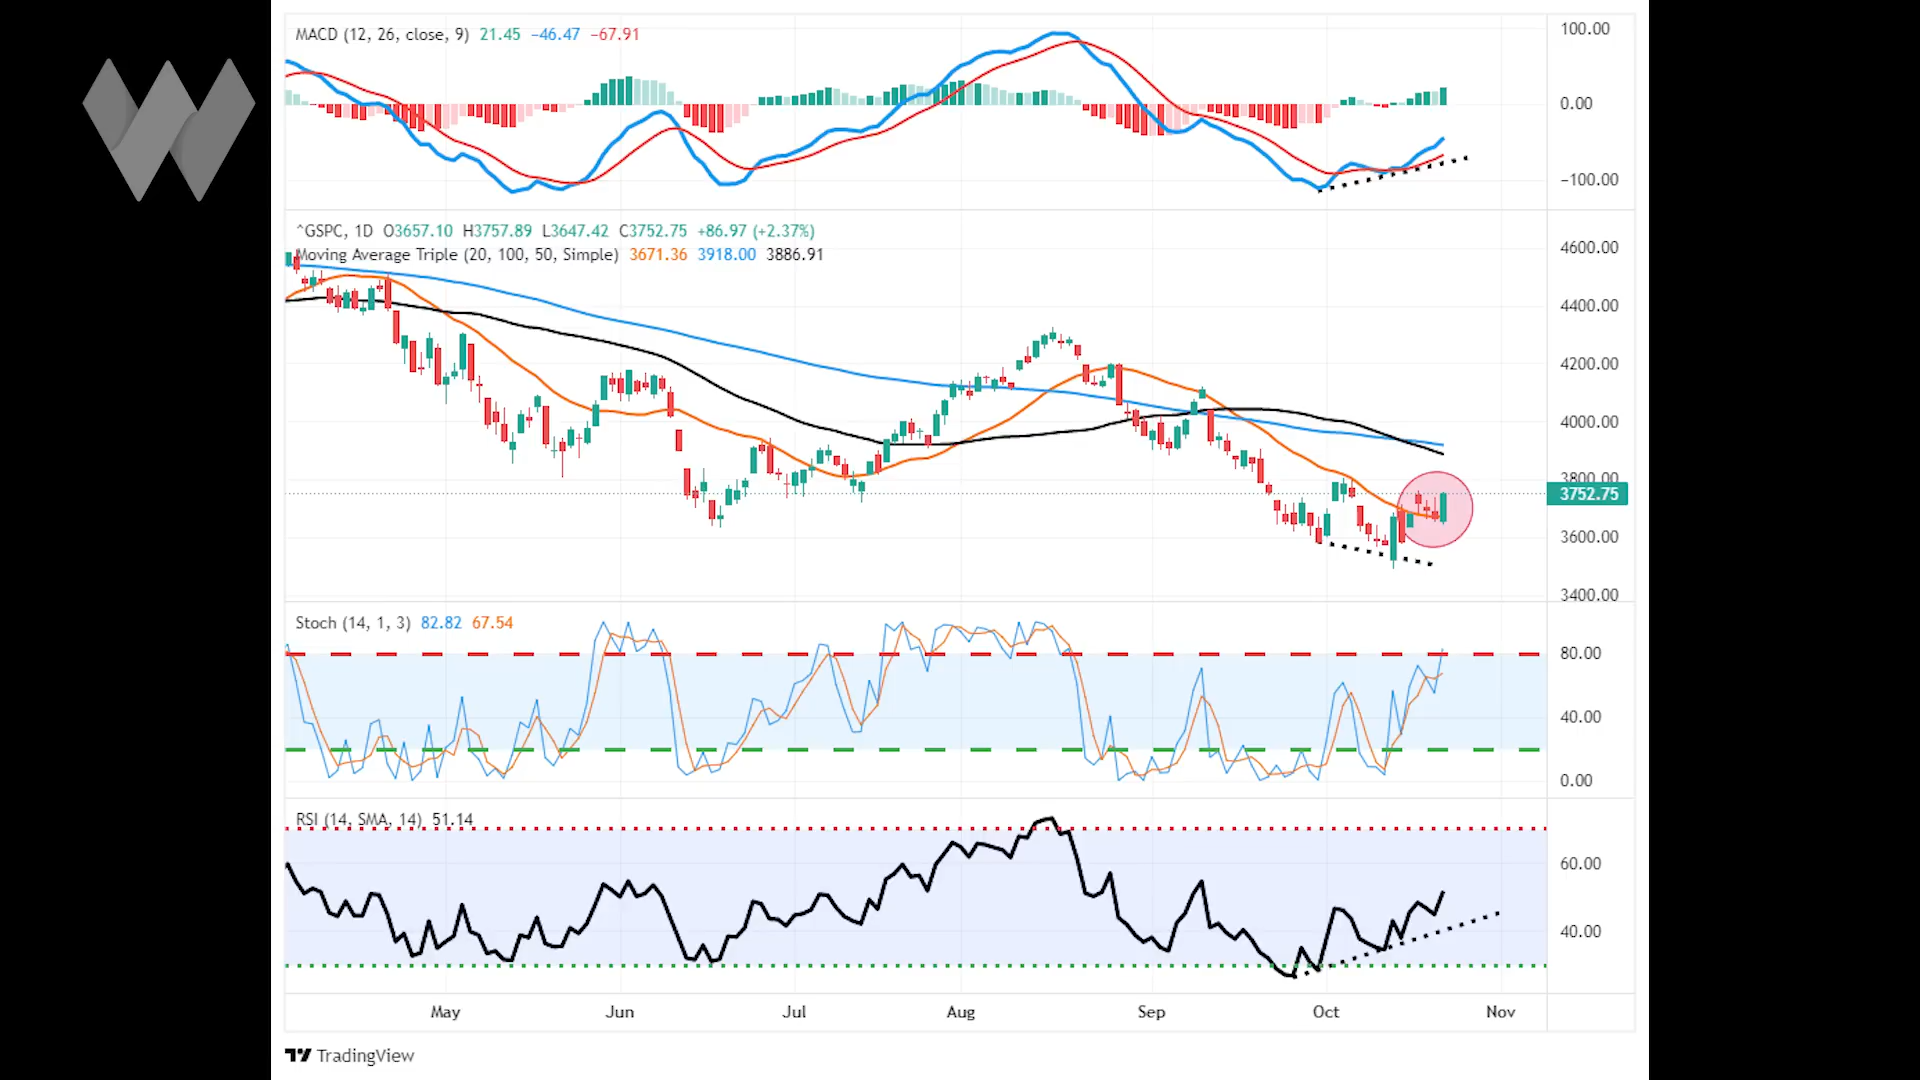 MACD (12, 26, close, 9) 21.45 −46.47 −67.91
100.00
0.00
−100.00
^GSPC, 1D O3657.10 H3757.89 L3647.42 C3752.75 +86.97 (+2.37%)
Moving Average Triple (20, 100, 50, Simple) 3671.36 3918.00 3886.91
4600.00
4400.00
4200.00
4000.00
3800.00
3752.75
3600.00
3400.00
Stoch (14, 1, 3) 82.82 67.54
80.00
40.00
0.00
RSI (14, SMA, 14) 51.14
60.00
40.00
May Jun Jul Aug Sep Oct Nov
TradingView